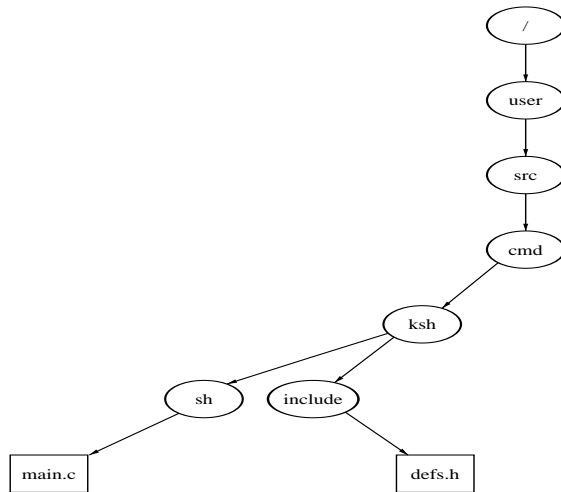 /
user
src
cmd
ksh
sh include
main.c defs.h